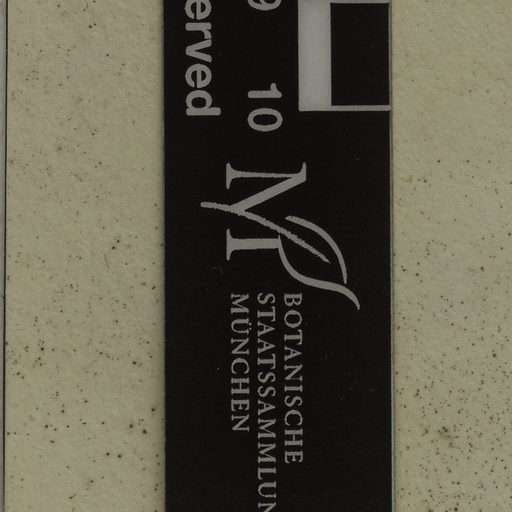 9 10
erved
BOTANISCHE
STAATSSAMMLUN
MÜNCHEN